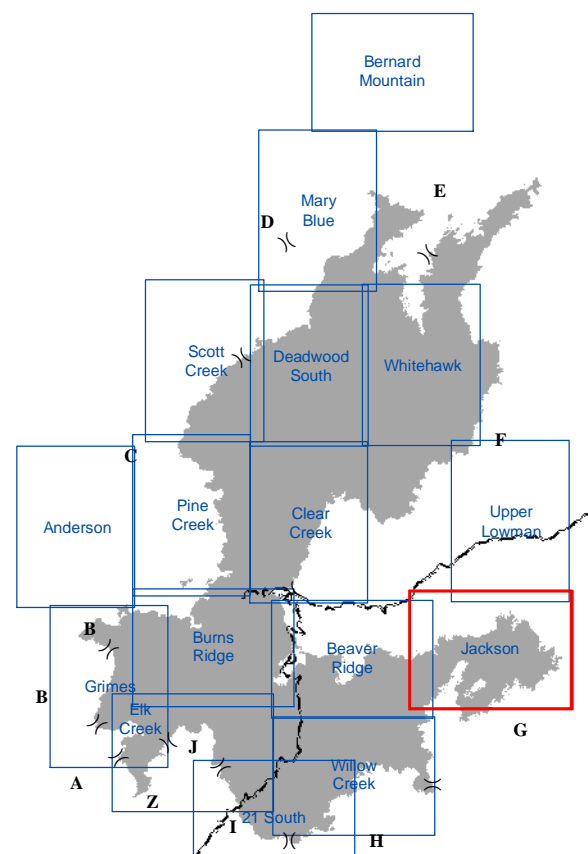 Bernard
Mountain
E
Mary
Blue
D
Scott
Creek
Deadwood
South
Whitehawk
F
C
Anderson
Pine
Creek
Clear
Creek
Upper
Lowman
B
Burns
Ridge
Beaver
Ridge
Jackson
B
Grimes
Elk
Creek
G
J
A
Z
Willow
Creek
I
21 South
H